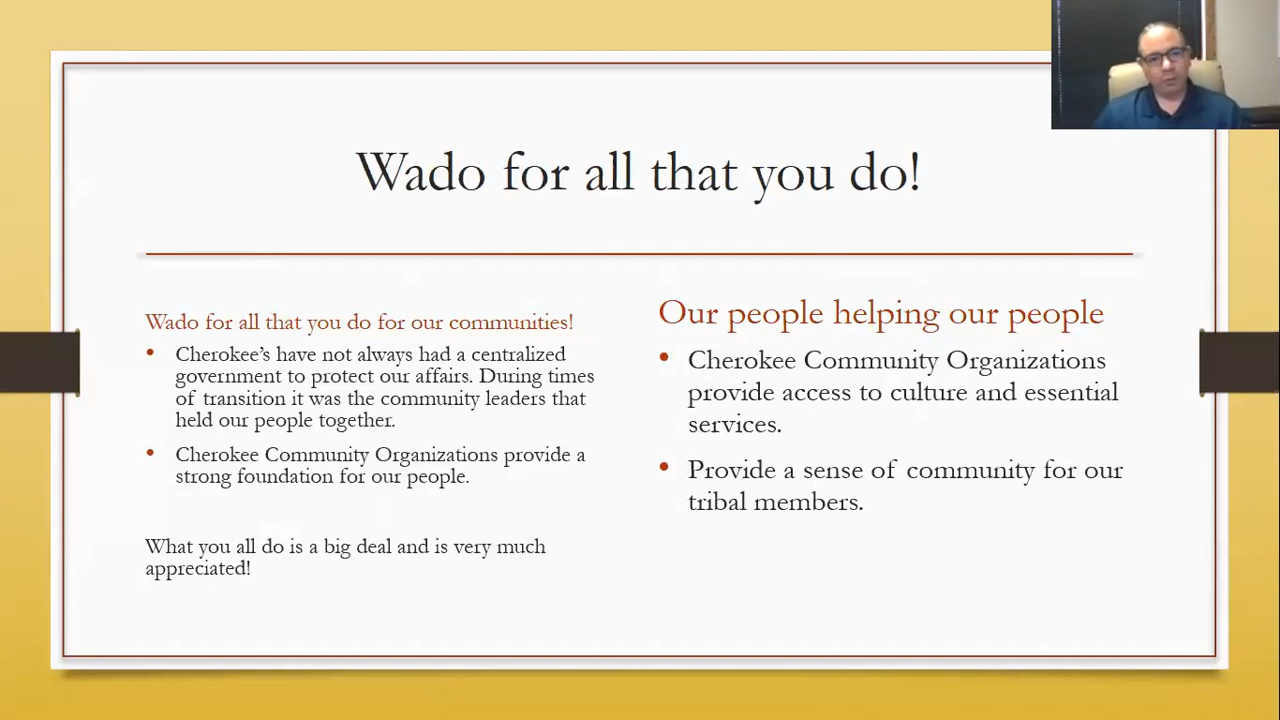 Wado for all that you do!
Wado for all that you do for our communities!
• Cherokee's have not always had a centralized
government to protect our affairs. During times
of transition it was the community leaders that
held our people together.
• Cherokee Community Organizations provide a
strong foundation for our people.
What you all do is a big deal and is very much
appreciated!
Our people helping our people
• Cherokee Community Organizations
provide access to culture and essential
services.
• Provide a sense of community for our
tribal members.